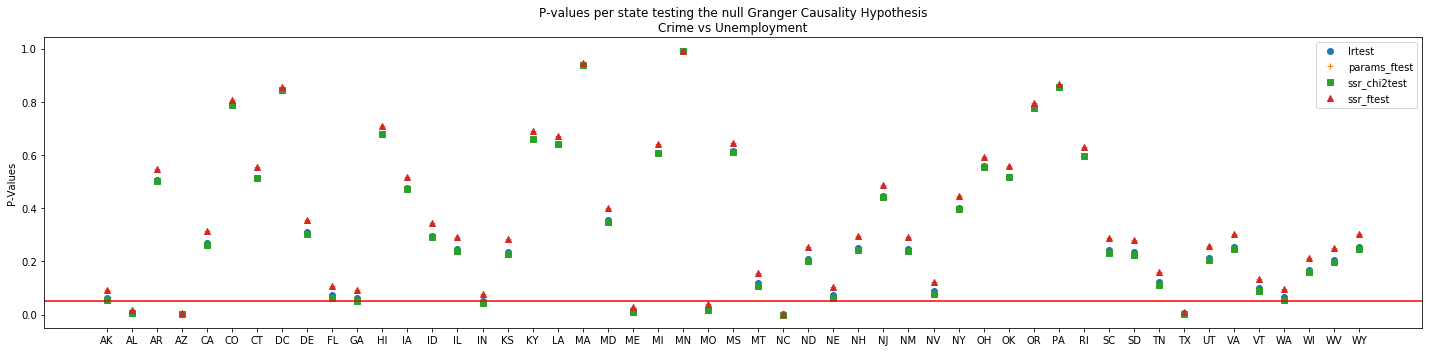 P-values per state testing the null Granger Causality Hypothesis
Crime vs Unemployment
P-Values
1.0
0.8
0.6
0.4
0.2
0.0
lrtest
params_ftest
ssr_chi2test
ssr_ftest
AK AL AR AZ CA CO CT DC DE FL GA HI IA ID IL IN KS KY LA MA MD ME MI MN MO MS MT NC ND NE NH NJ NM NV NY OH OK OR PA RI SC SD TN TX UT VA VT WA WI WV WY